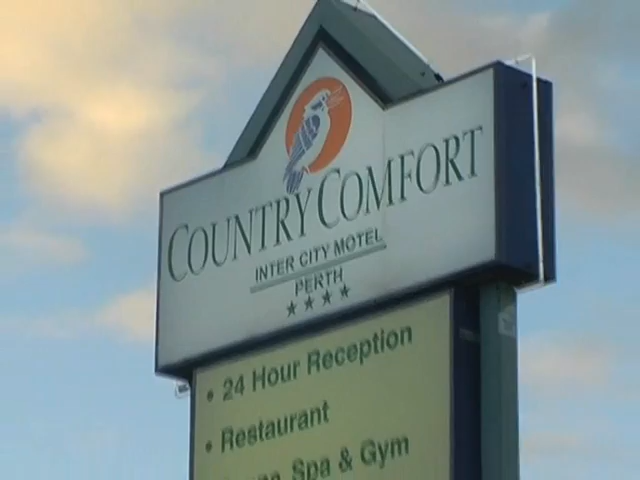 COUNTRY COMFORT
INTER CITY MOTEL
PERTH
★★★★
• 24 Hour Reception
• Restaurant
Spa & Gym